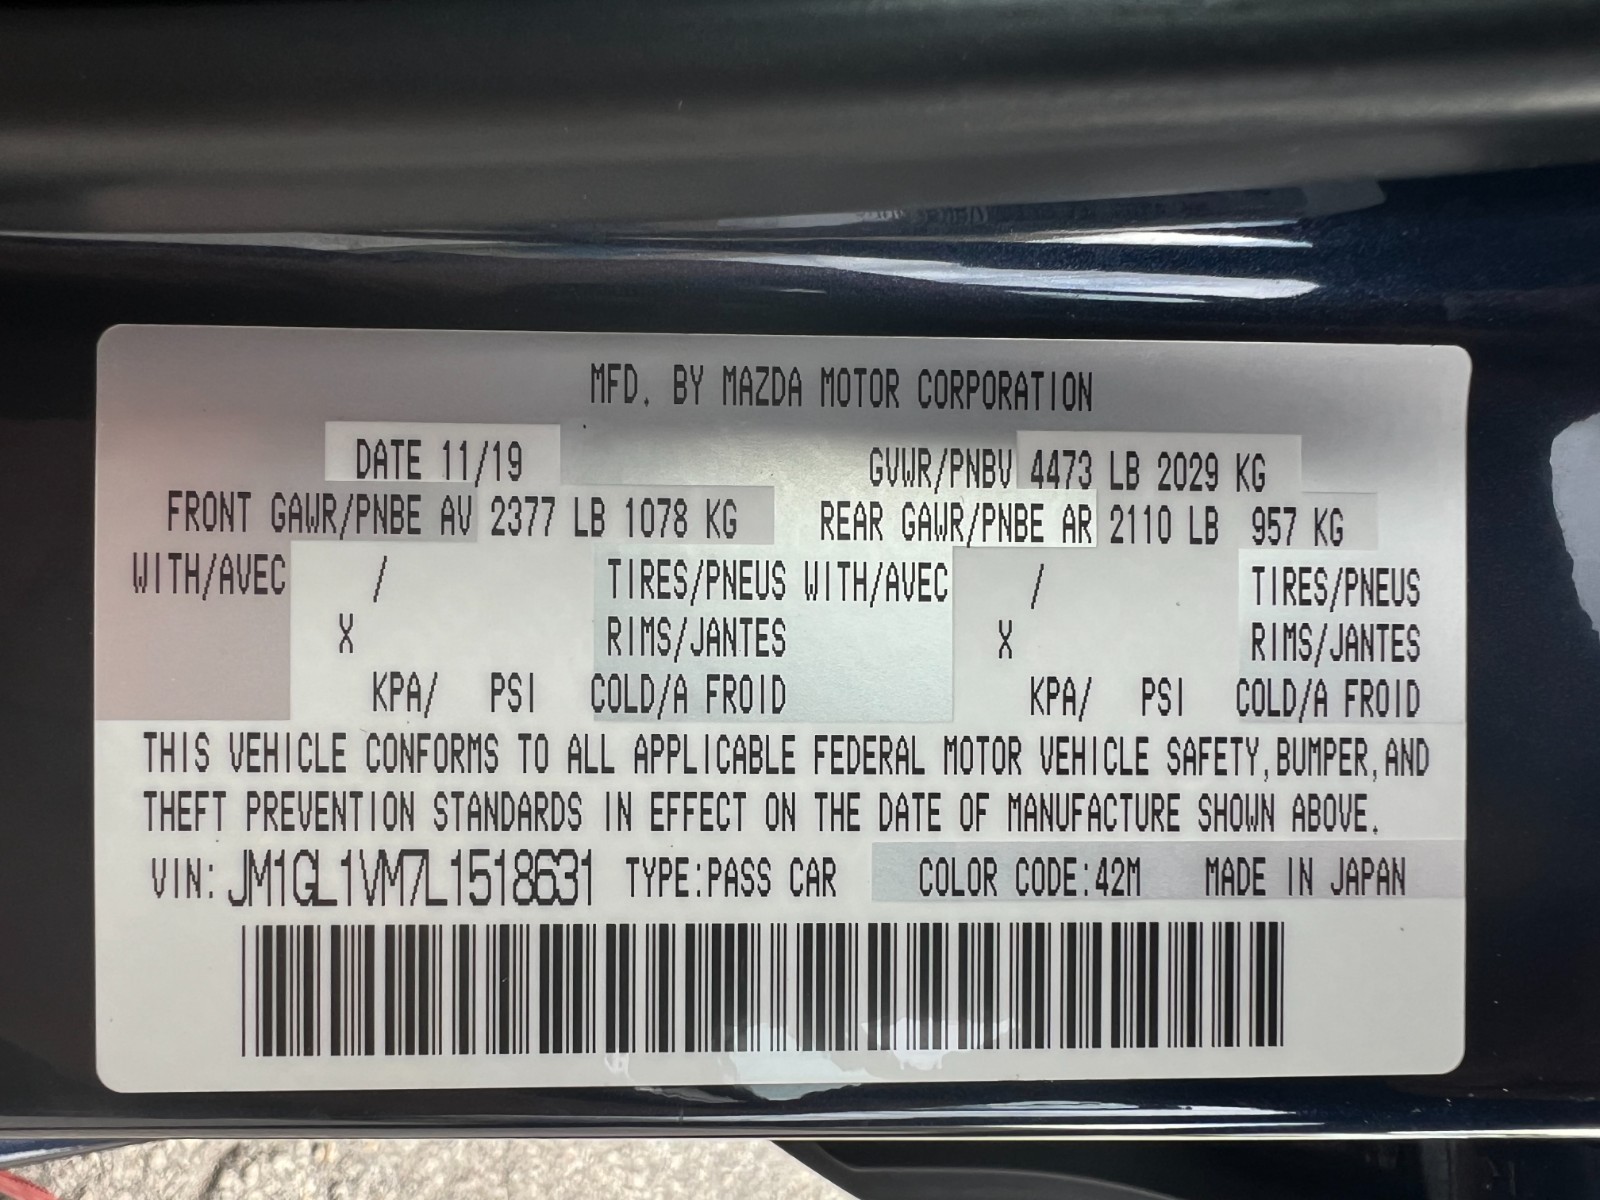 MFD. BY MAZDA MOTOR CORPORATION
DATE 11/19 GVWR/PNBV 4473 LB 2029 KG
FRONT GAWR/PNBE AV 2377 LB 1078 KG REAR GAWR/PNBE AR 2110 LB 957 KG
WITH/AVEC / TIRES/PNEUS WITH/AVEC / TIRES/PNEUS
X RIMS/JANTES X RIMS/JANTES
KPA/ PSI COLD/A FROID KPA/ PSI COLD/A FROID
THIS VEHICLE CONFORMS TO ALL APPLICABLE FEDERAL MOTOR VEHICLE SAFETY, BUMPER, AND
THEFT PREVENTION STANDARDS IN EFFECT ON THE DATE OF MANUFACTURE SHOWN ABOVE.
VIN: JM1GL1VM7L1518631 TYPE:PASS CAR COLOR CODE:42M MADE IN JAPAN